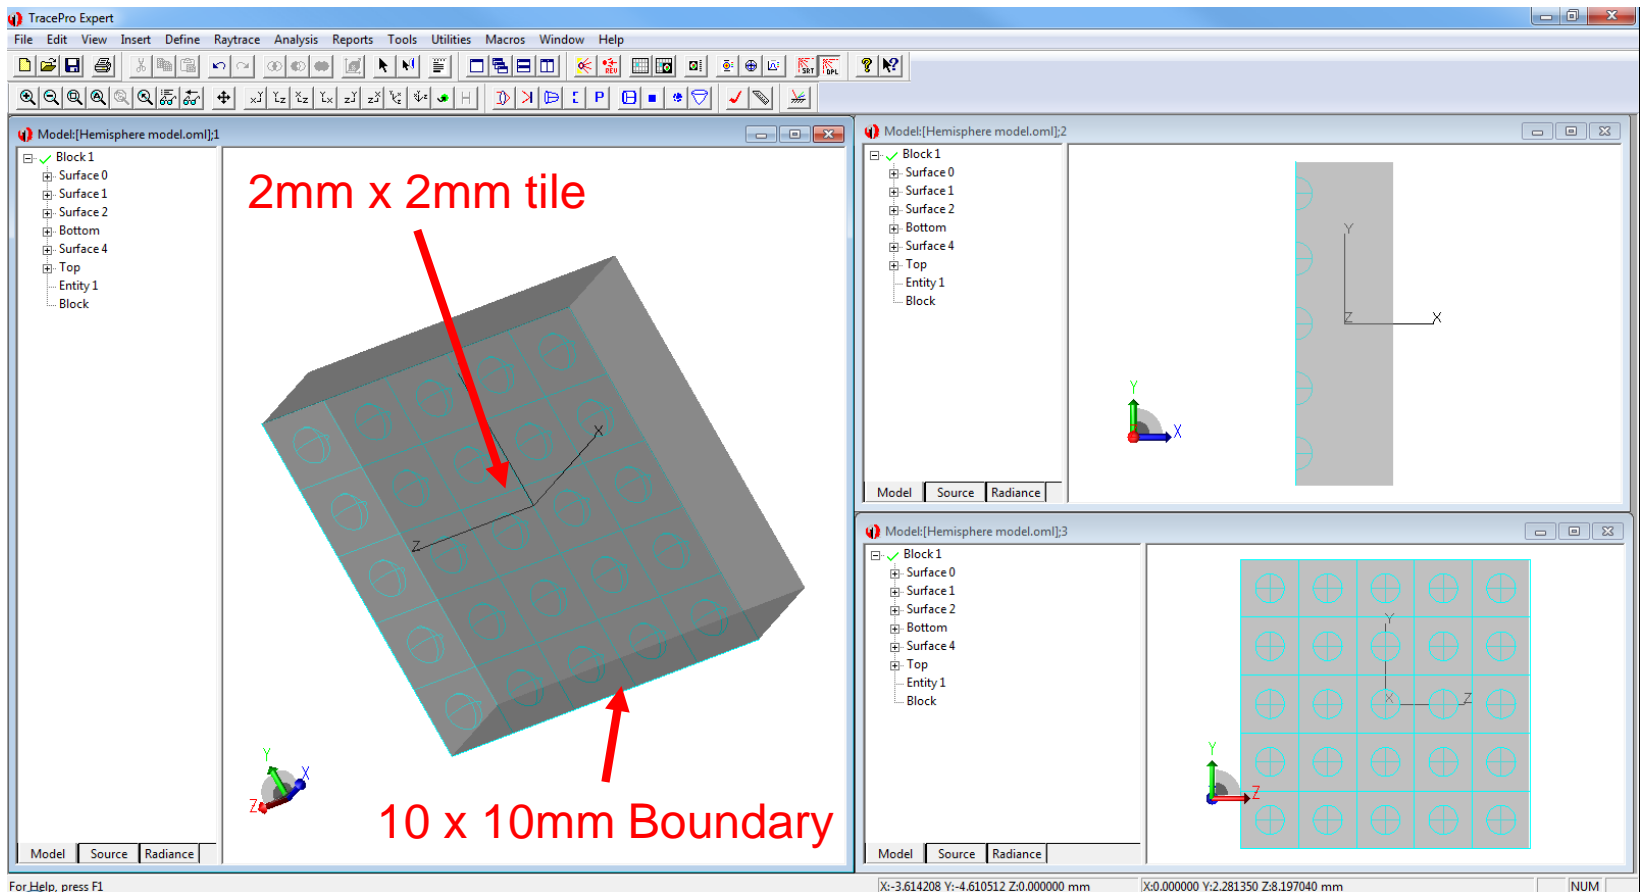 TracePro Expert
File Edit View Insert Define Raytrace Analysis Reports Tools Utilities Macros Window Help
REV SRT DPL
P
Model:[Hemisphere model.oml];1
Block 1
Surface 0
Surface 1
Surface 2
Bottom
Surface 4
Top
Entity 1
Block
2mm x 2mm tile
X
Z
Y
X
Z
10 x 10mm Boundary
Model Source Radiance
Model:[Hemisphere model.oml];2
Block 1
Surface 0
Surface 1
Surface 2
Bottom
Surface 4
Top
Entity 1
Block
Y
Z X
Y
X
Model Source Radiance
Model:[Hemisphere model.oml];3
Block 1
Surface 0
Surface 1
Surface 2
Bottom
Surface 4
Top
Entity 1
Block
Y
X Z
Y
Z
Model Source Radiance
For Help, press F1
X:-3.614208 Y:-4.610512 Z:0.000000 mm
X:0.000000 Y:2.281350 Z:8.197040 mm
NUM